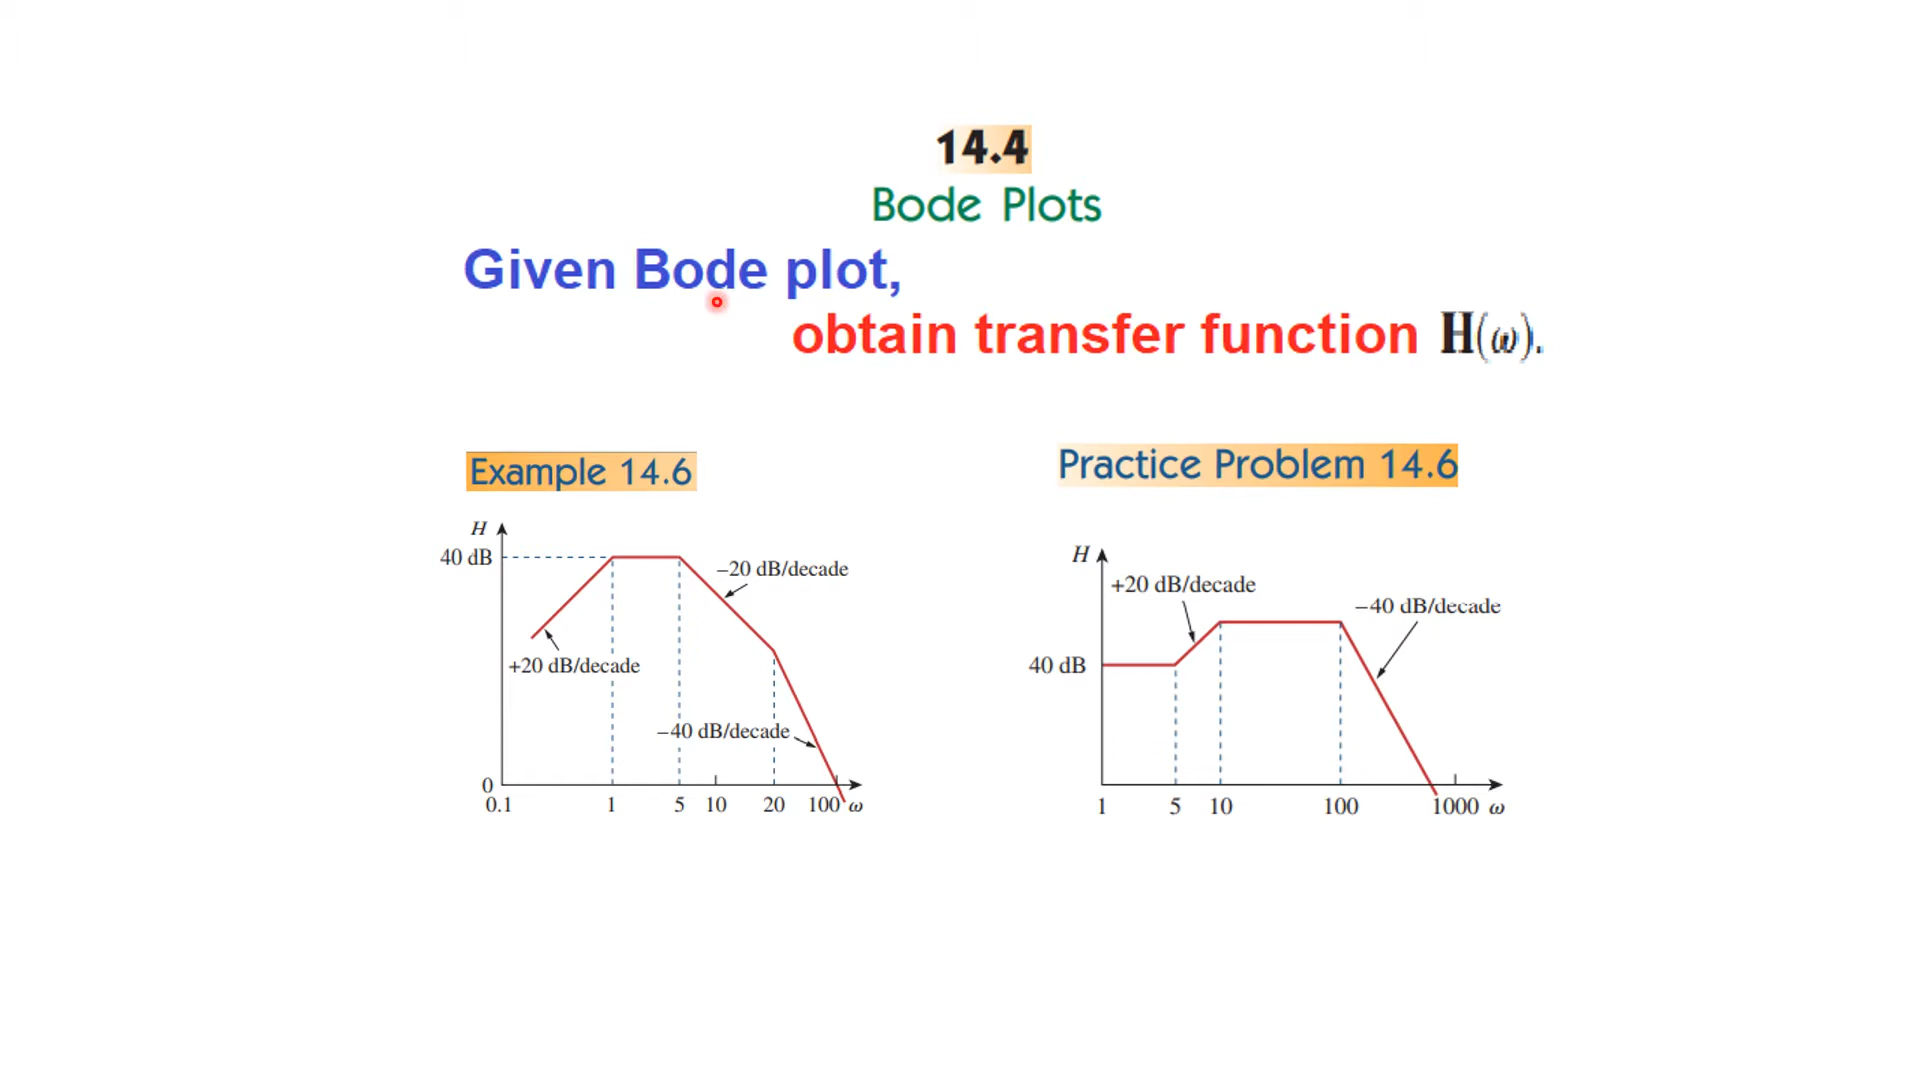 14.4
Bode Plots
Given Bode plot,
obtain transfer function H(ω).
Example 14.6
H
40 dB
−20 dB/decade
+20 dB/decade
−40 dB/decade
0
0.1 1 5 10 20 100 ω
Practice Problem 14.6
H
+20 dB/decade
−40 dB/decade
40 dB
1 5 10 100 1000 ω